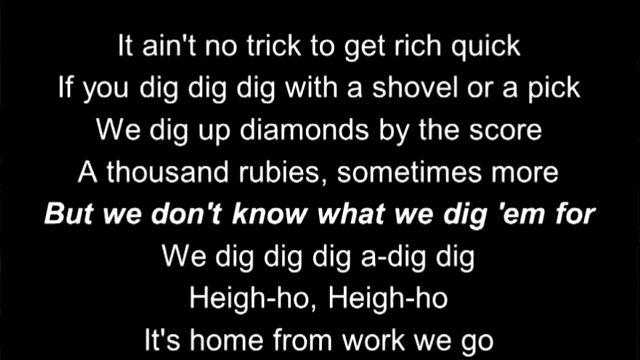 It ain't no trick to get rich quick
If you dig dig dig with a shovel or a pick
We dig up diamonds by the score
A thousand rubies, sometimes more
But we don't know what we dig 'em for
We dig dig dig a-dig dig
Heigh-ho, Heigh-ho
It's home from work we go